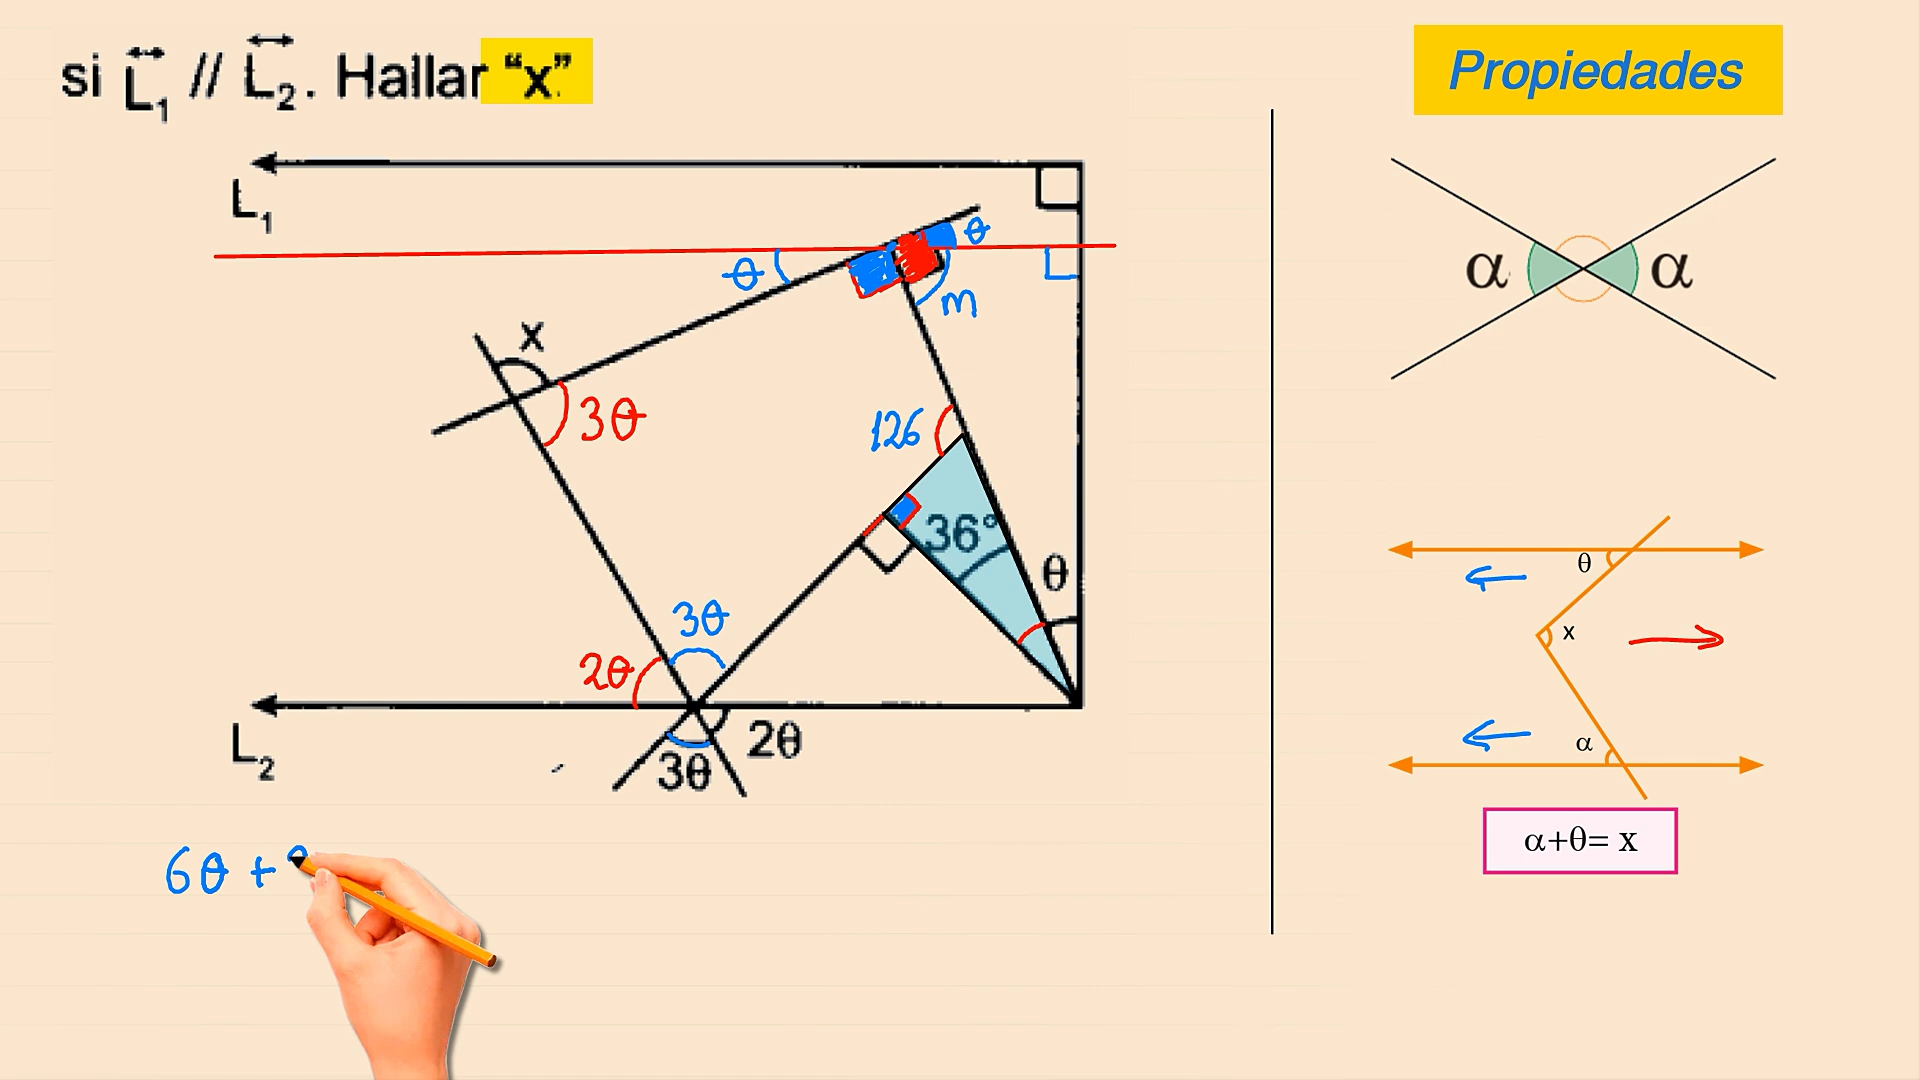 si L₁ // L₂. Hallar “x”.
Propiedades
L₁
θ
θ
m
α
α
x
3θ
126
36°
θ
θ
x
3θ
2θ
α
L₂
2θ
3θ
α+θ= x
6θ +